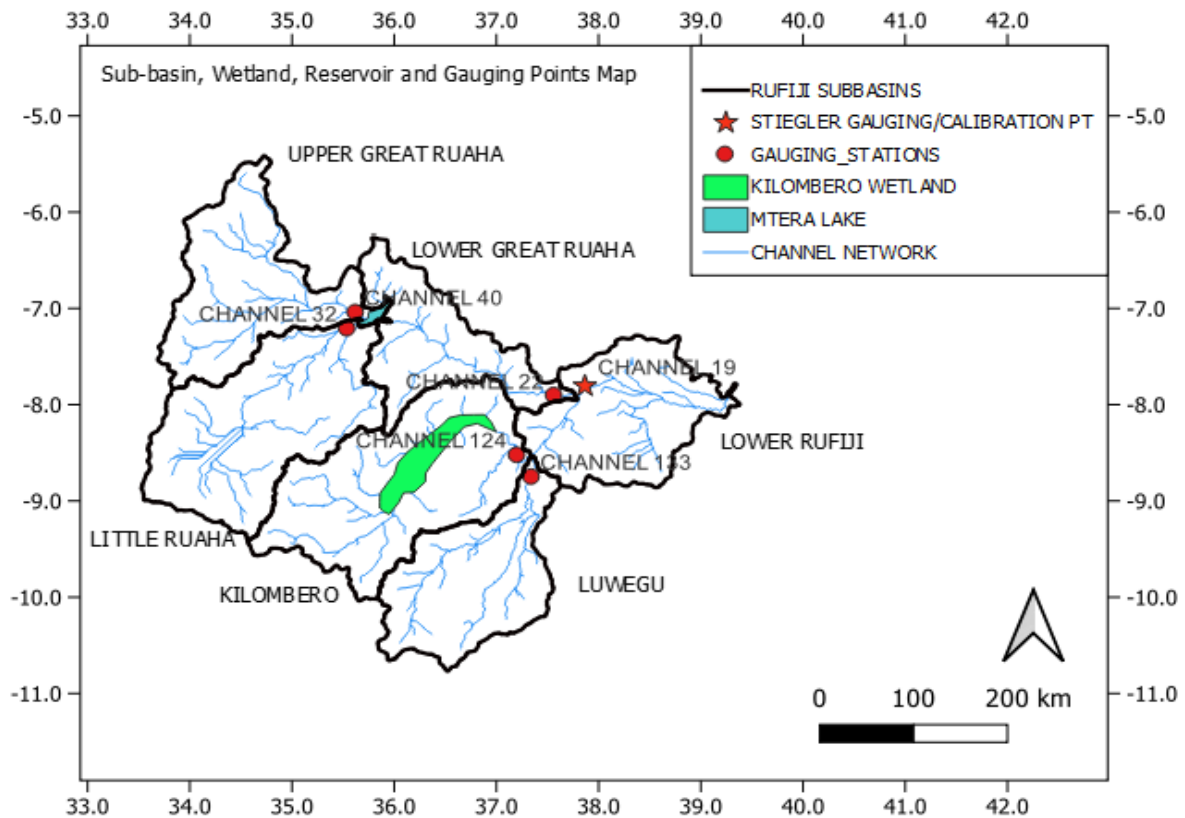 33.0 34.0 35.0 36.0 37.0 38.0 39.0 40.0 41.0 42.0
Sub-basin, Wetland, Reservoir and Gauging Points Map
RUFIJI SUBBASINS
STIEGLER GAUGING/CALIBRATION PT
GAUGING_STATIONS
KILOMBERO WETLAND
MTERA LAKE
CHANNEL NETWORK
-5.0 -5.0
UPPER GREAT RUAHA
-6.0 -6.0
LOWER GREAT RUAHA
CHANNEL 40
-7.0 -7.0
CHANNEL 32
CHANNEL 19
CHANNEL 22
-8.0 -8.0
CHANNEL 124
LOWER RUFIJI
CHANNEL 133
-9.0 -9.0
LITTLE RUAHA
LUWEGU
KILOMBERO
-10.0 -10.0
-11.0 -11.0
0 100 200 km
33.0 34.0 35.0 36.0 37.0 38.0 39.0 40.0 41.0 42.0